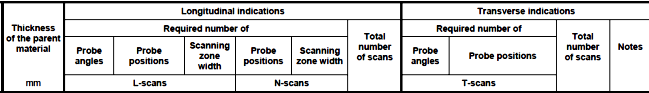 Longitudinal indications
Transverse indications
Thickness
of the parent
material
mm
Required number of
Total
number
of scans
Required number of
Total
number
of scans
Notes
Probe
angles
Probe
positions
Scanning
zone
width
Probe
positions
Scanning
zone width
Probe
angles
Probe positions
L-scans
N-scans
T-scans